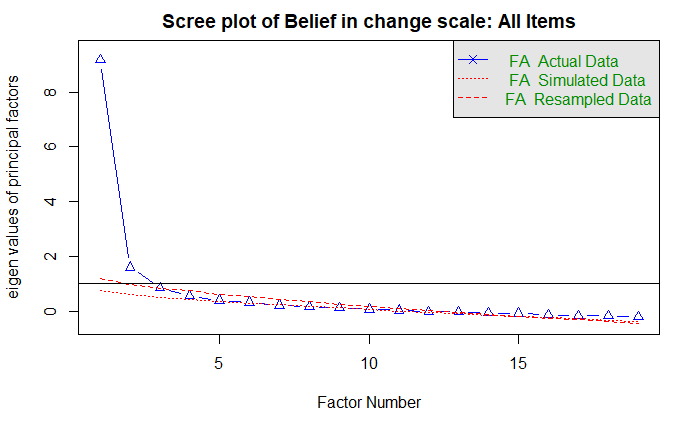 Scree plot of Belief in change scale: All Items
eigen values of principal factors
8
6
4
2
0
FA Actual Data
FA Simulated Data
FA Resampled Data
5
10
15
Factor Number